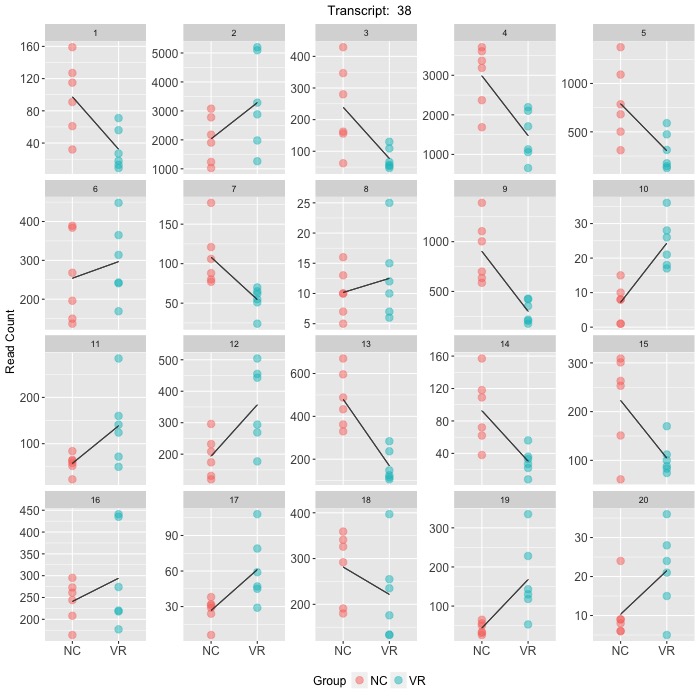 Transcript: 38
1 2 3 4 5
160 120 80 40
5000 4000 3000 2000 1000
400 300 200 100
3000 2000 1000
1000 500
6 7 8 9 10
400 300 200
150 100 50
25 20 15 10 5
1000 500
30 20 10 0
Read Count
11 12 13 14 15
200 100
500 400 300 200
600 400 200
160 120 80 40
300 200 100
16 17 18 19 20
450 400 350 300 250 200
90 60 30
400 300 200
300 200 100
30 20 10
NC VR NC VR NC VR NC VR NC VR
Group NC VR